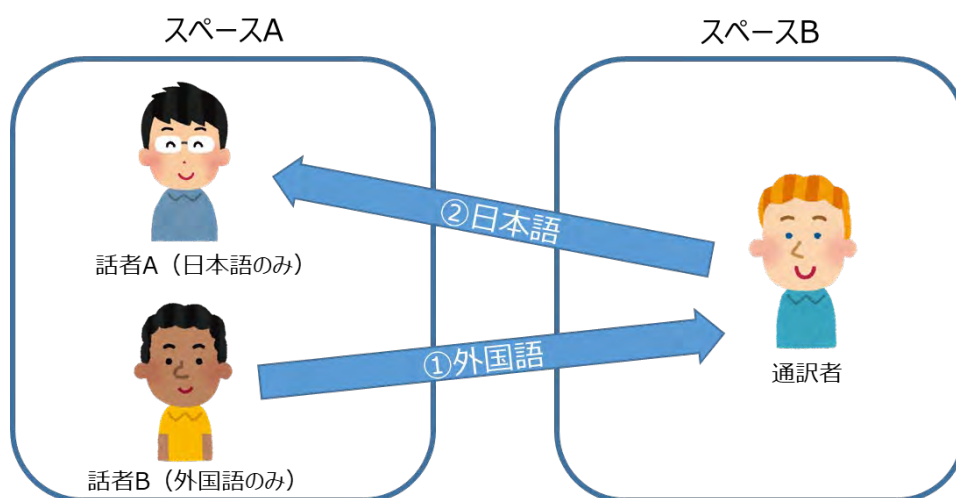 スペースA
スペースB
②日本語
話者A（日本語のみ）
①外国語
通訳者
話者B（外国語のみ）